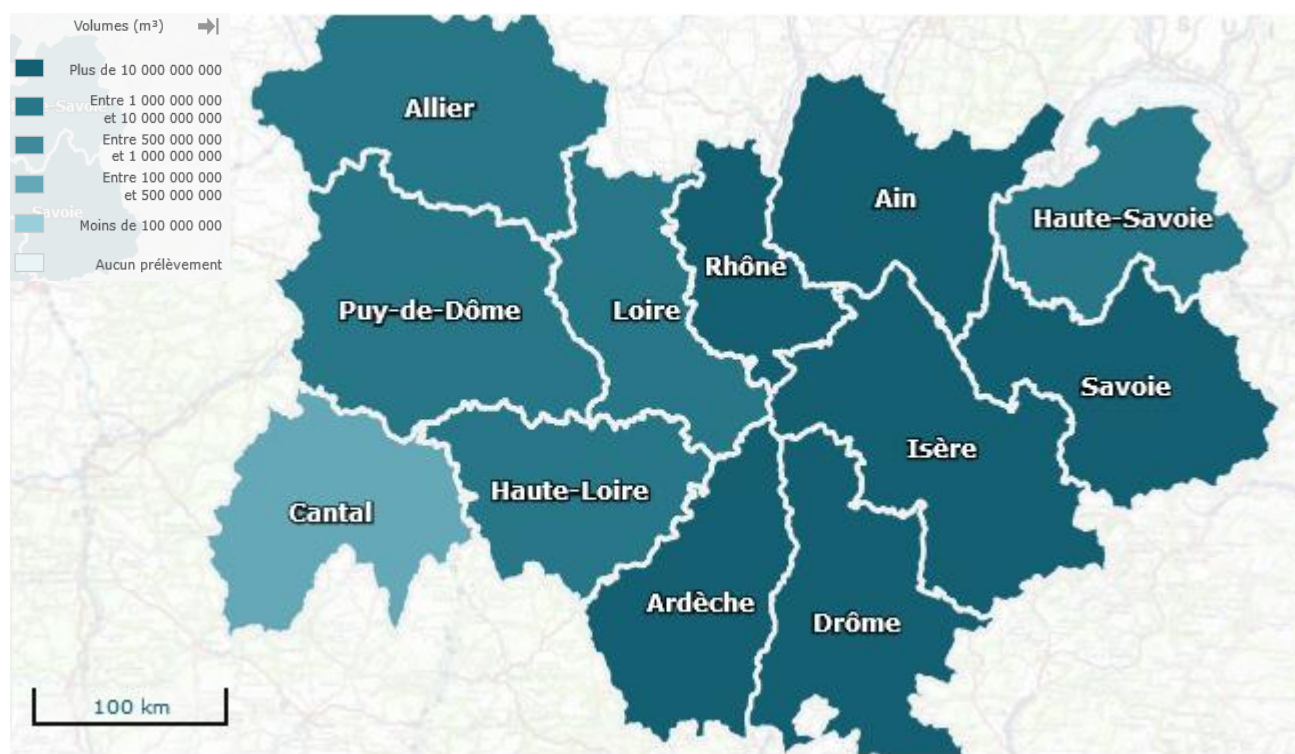 Volumes (m³)
Plus de 10 000 000 000
Entre 1 000 000 000
et 10 000 000 000
Entre 500 000 000
et 1 000 000 000
Entre 100 000 000
et 500 000 000
Moins de 100 000 000
Aucun prélèvement
Allier
Ain
Haute-Savoie
Rhône
Puy-de-Dôme
Loire
Savoie
Isère
Haute-Loire
Cantal
Ardèche
Drôme
100 km